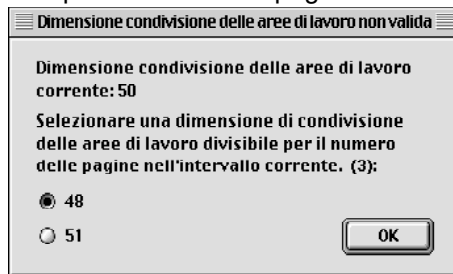 Dimensione condivisione delle aree di lavoro non valida
Dimensione condivisione delle aree di lavoro
corrente: 50
Selezionare una dimensione di condivisione
delle aree di lavoro divisibile per il numero
delle pagine nell'intervallo corrente. (3):
48
51
OK